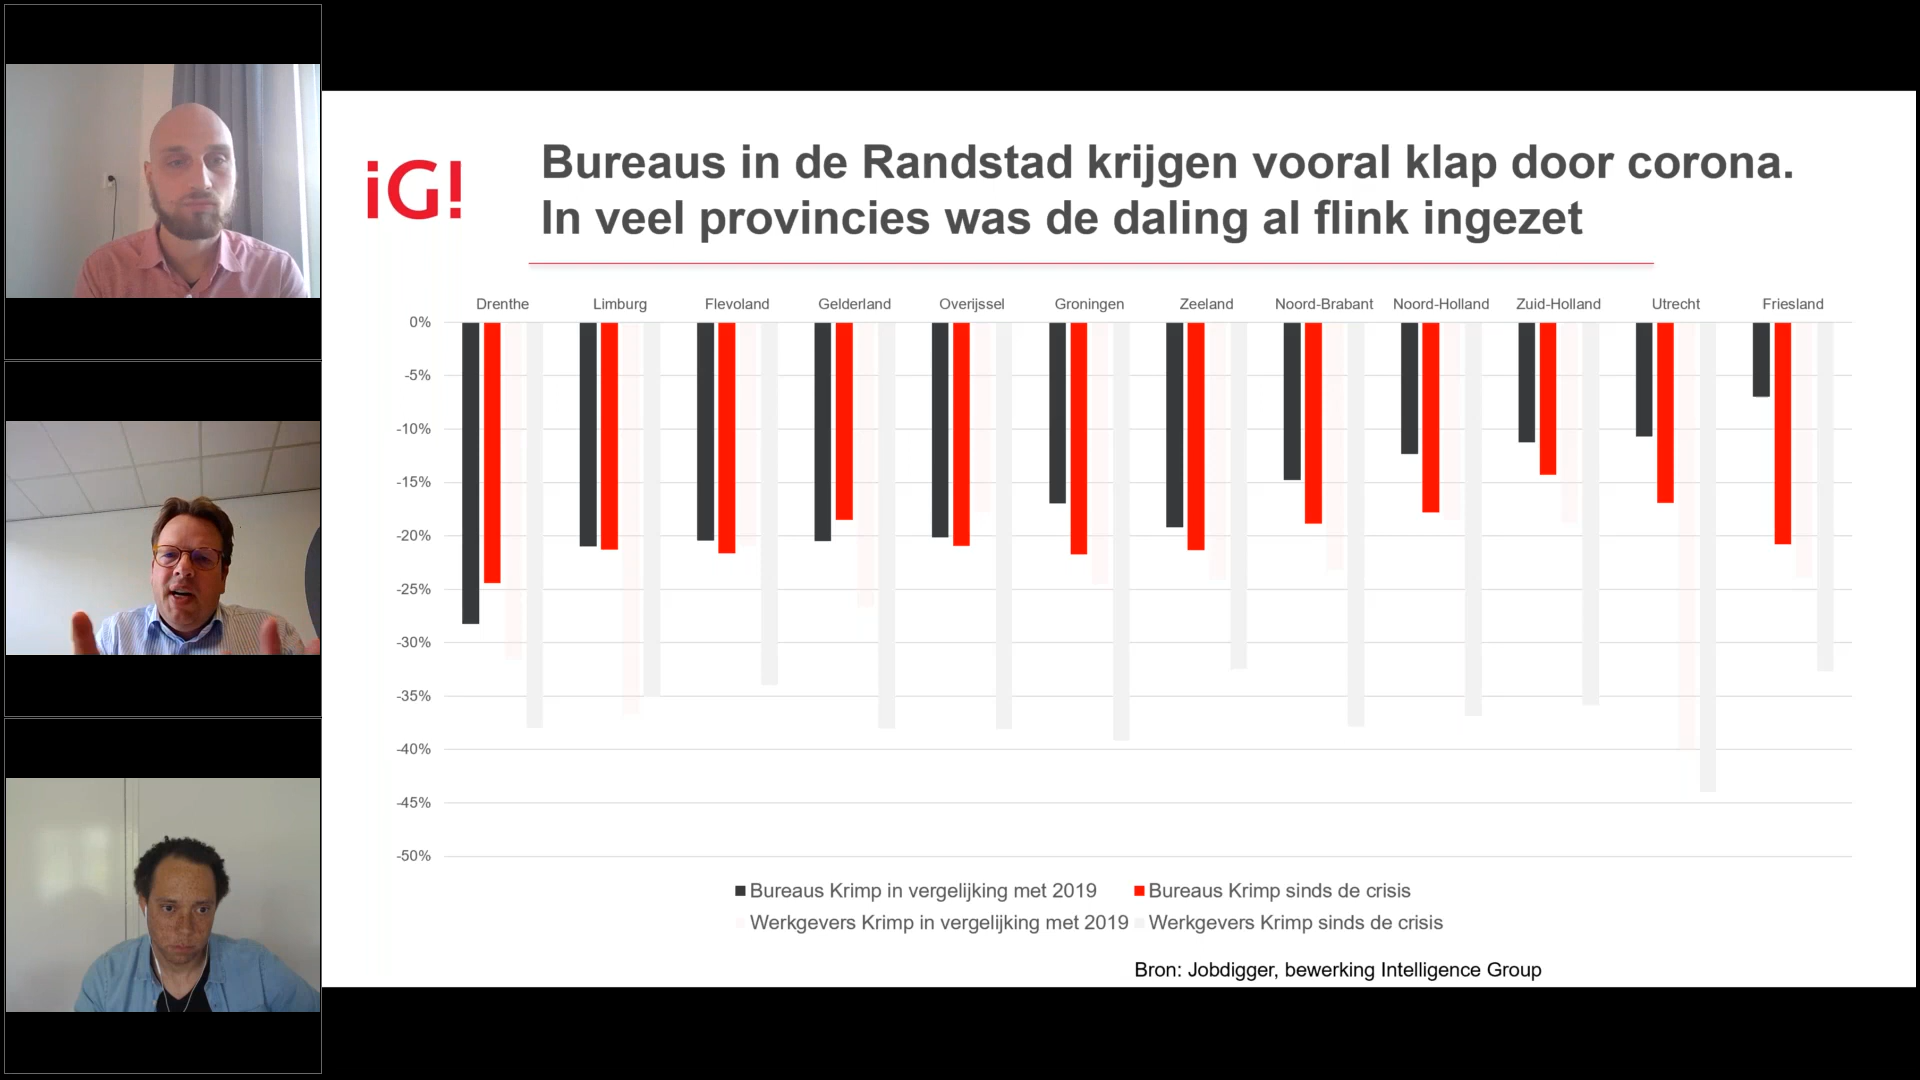 iG!
Bureaus in de Randstad krijgen vooral klap door corona.
In veel provincies was de daling al flink ingezet
Drenthe Limburg Flevoland Gelderland Overijssel Groningen Zeeland Noord-Brabant Noord-Holland Zuid-Holland Utrecht Friesland
0%
-5%
-10%
-15%
-20%
-25%
-30%
-35%
-40%
-45%
-50%
Bureaus Krimp in vergelijking met 2019 Bureaus Krimp sinds de crisis
Werkgevers Krimp in vergelijking met 2019 Werkgevers Krimp sinds de crisis
Bron: Jobdigger, bewerking Intelligence Group